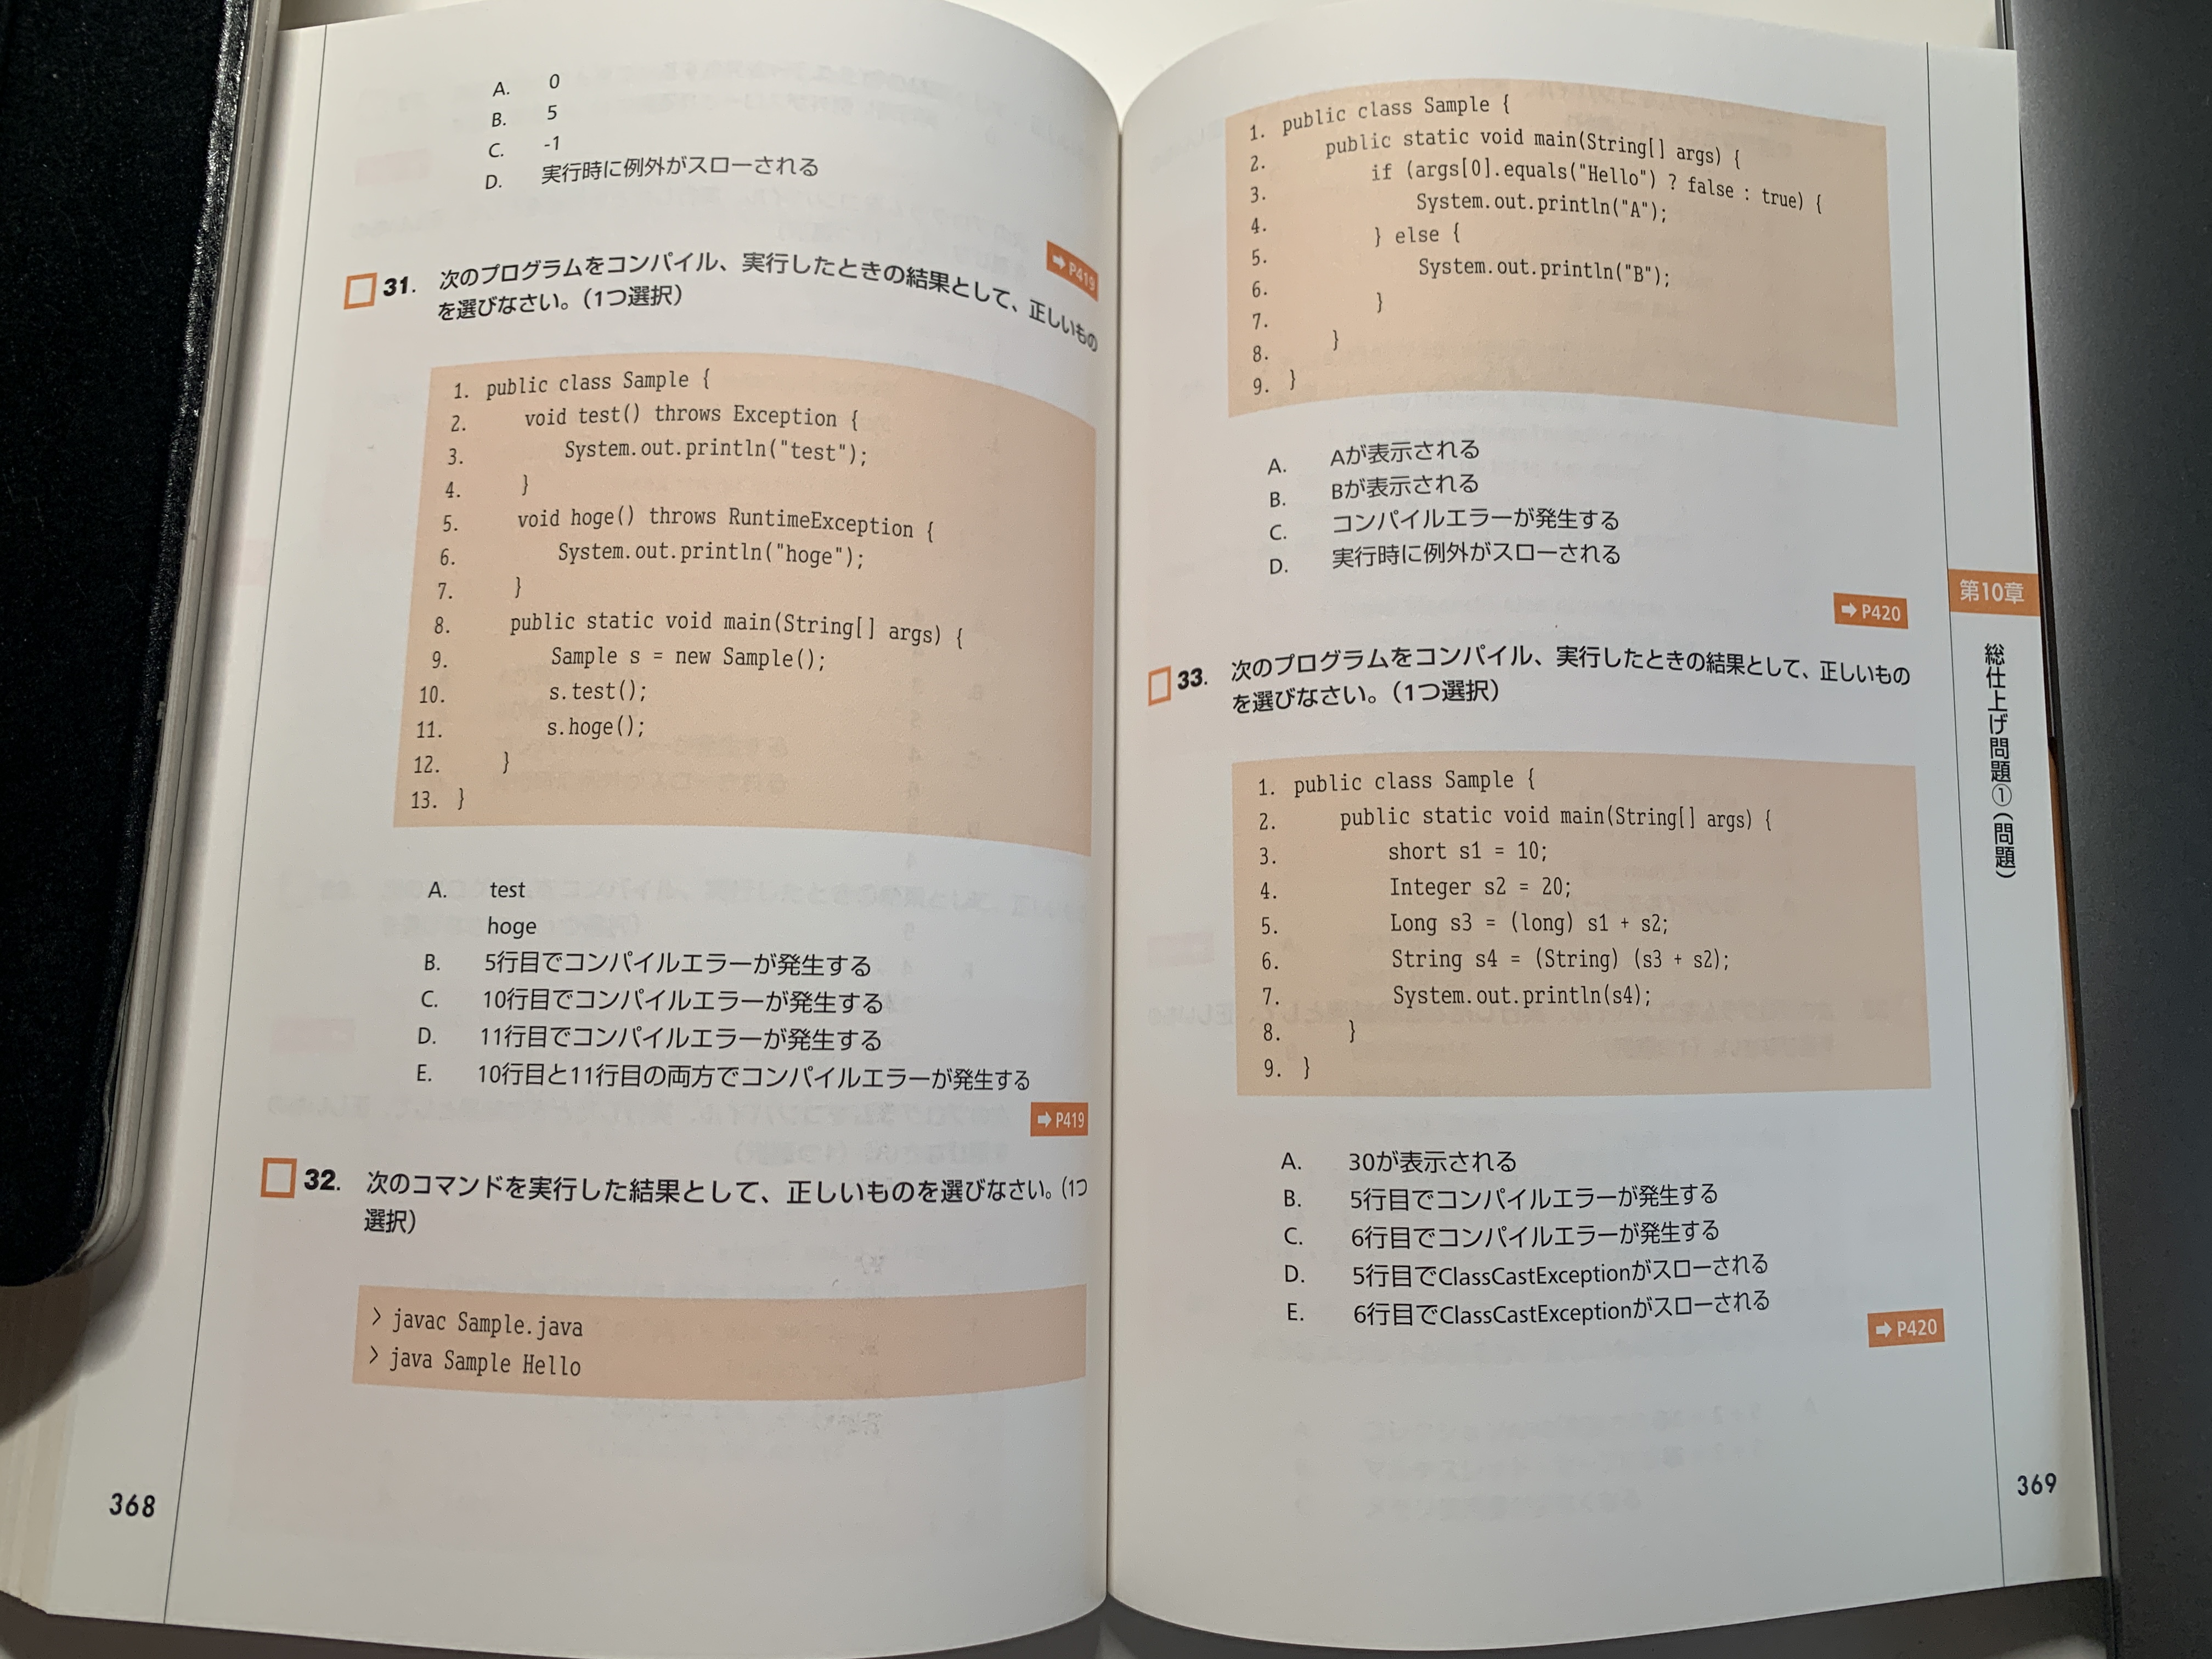 A. 0
B. 5
C. -1
D. 実行時に例外がスローされる
➡P419
31. 次のプログラムをコンパイル、実行したときの結果として、正しいもの
を選びなさい。（1つ選択）
1. public class Sample {
2. void test() throws Exception {
3. System.out.println("test");
4. }
5. void hoge() throws RuntimeException {
6. System.out.println("hoge");
7. }
8. public static void main(String[] args) {
9. Sample s = new Sample();
10. s.test();
11. s.hoge();
12. }
13. }
A. test
hoge
B. 5行目でコンパイルエラーが発生する
C. 10行目でコンパイルエラーが発生する
D. 11行目でコンパイルエラーが発生する
E. 10行目と11行目の両方でコンパイルエラーが発生する
➡P419
32. 次のコマンドを実行した結果として、正しいものを選びなさい。（1つ
選択）
> javac Sample.java
> java Sample Hello
368
1. public class Sample {
2. public static void main(String[] args) {
3. if (args[0].equals("Hello") ? false : true) {
4. System.out.println("A");
5. } else {
6. System.out.println("B");
7. }
8. }
9. }
A. Aが表示される
B. Bが表示される
C. コンパイルエラーが発生する
D. 実行時に例外がスローされる
➡P420
33. 次のプログラムをコンパイル、実行したときの結果として、正しいもの
を選びなさい。（1つ選択）
1. public class Sample {
2. public static void main(String[] args) {
3. short s1 = 10;
4. Integer s2 = 20;
5. Long s3 = (long) s1 + s2;
6. String s4 = (String) (s3 + s2);
7. System.out.println(s4);
8. }
9. }
A. 30が表示される
B. 5行目でコンパイルエラーが発生する
C. 6行目でコンパイルエラーが発生する
D. 5行目でClassCastExceptionがスローされる
E. 6行目でClassCastExceptionがスローされる
➡P420
第10章
総仕上げ問題①（問題）
369